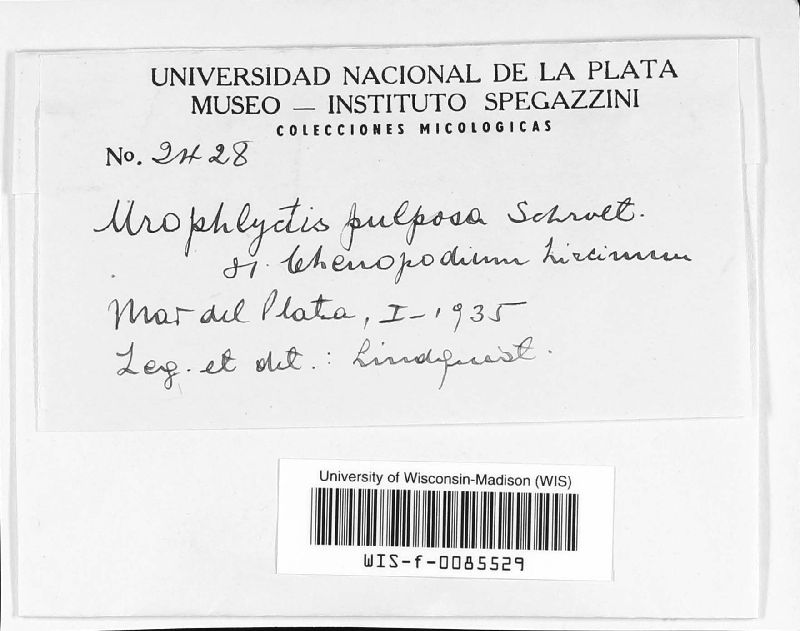 UNIVERSIDAD NACIONAL DE LA PLATA
MUSEO — INSTITUTO SPEGAZZINI
COLECCIONES MICOLOGICAS
No. 2428
Urophlyctis pulposa Schroet.
s. Chenopodium hircinum
Mar del Plata, I-1935
Leg. et det.: Lindquist.
University of Wisconsin-Madison (WIS)
WIS-f-0085529